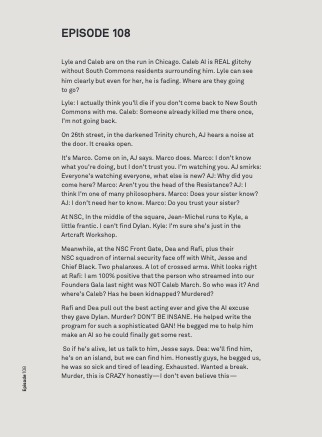 EPISODE 108
Lyle and Caleb are on the run in Chicago. Caleb AI is REAL glitchy
without South Commons residents surrounding him. Lyle can see
him clearly but even for her, he is fading. Where are they going
to go?
Lyle: I actually think you'll die if you don't come back to New South
Commons with me. Caleb: Someone already killed me there once,
I'm not going back.
On 26th street, in the darkened Trinity church, AJ hears a noise at
the door. It creaks open.
It's Marco. Come on in, AJ says. Marco does. Marco: I don't know
what you're doing, but I don't trust you. I'm watching you. AJ smirks:
Everyone's watching everyone, what else is new? AJ: Why did you
come here? Marco: Aren't you the head of the Resistance? AJ: I
think I'm one of many philosophers. Marco: Does your sister know?
AJ: I don't need her to know. Marco: Do you trust your sister?
At NSC, In the middle of the square, Jean-Michel runs to Kyle, a
little frantic. I can't find Dylan. Kyle: I'm sure she's just in the
Artcraft Workshop.
Meanwhile, at the NSC Front Gate, Dea and Rafi, plus their
NSC squadron of internal security face off with Whit, Jesse and
Chief Black. Two phalanxes. A lot of crossed arms. Whit looks right
at Rafi: I am 100% positive that the person who streamed into our
Founders Gala last night was NOT Caleb March. So who was it? And
where's Caleb? Has he been kidnapped? Murdered?
Rafi and Dea pull out the best acting ever and give the AI excuse
they gave Dylan. Murder? DON'T BE INSANE. He helped write the
program for such a sophisticated GAN! He begged me to help him
make an AI so he could finally get some rest.
So if he's alive, let us talk to him, Jesse says. Dea: we'll find him,
he's on an island, but we can find him. Honestly guys, he begged us,
he was so sick and tired of leading. Exhausted. Wanted a break.
Murder, this is CRAZY honestly—I don't even believe this—
Episode 108